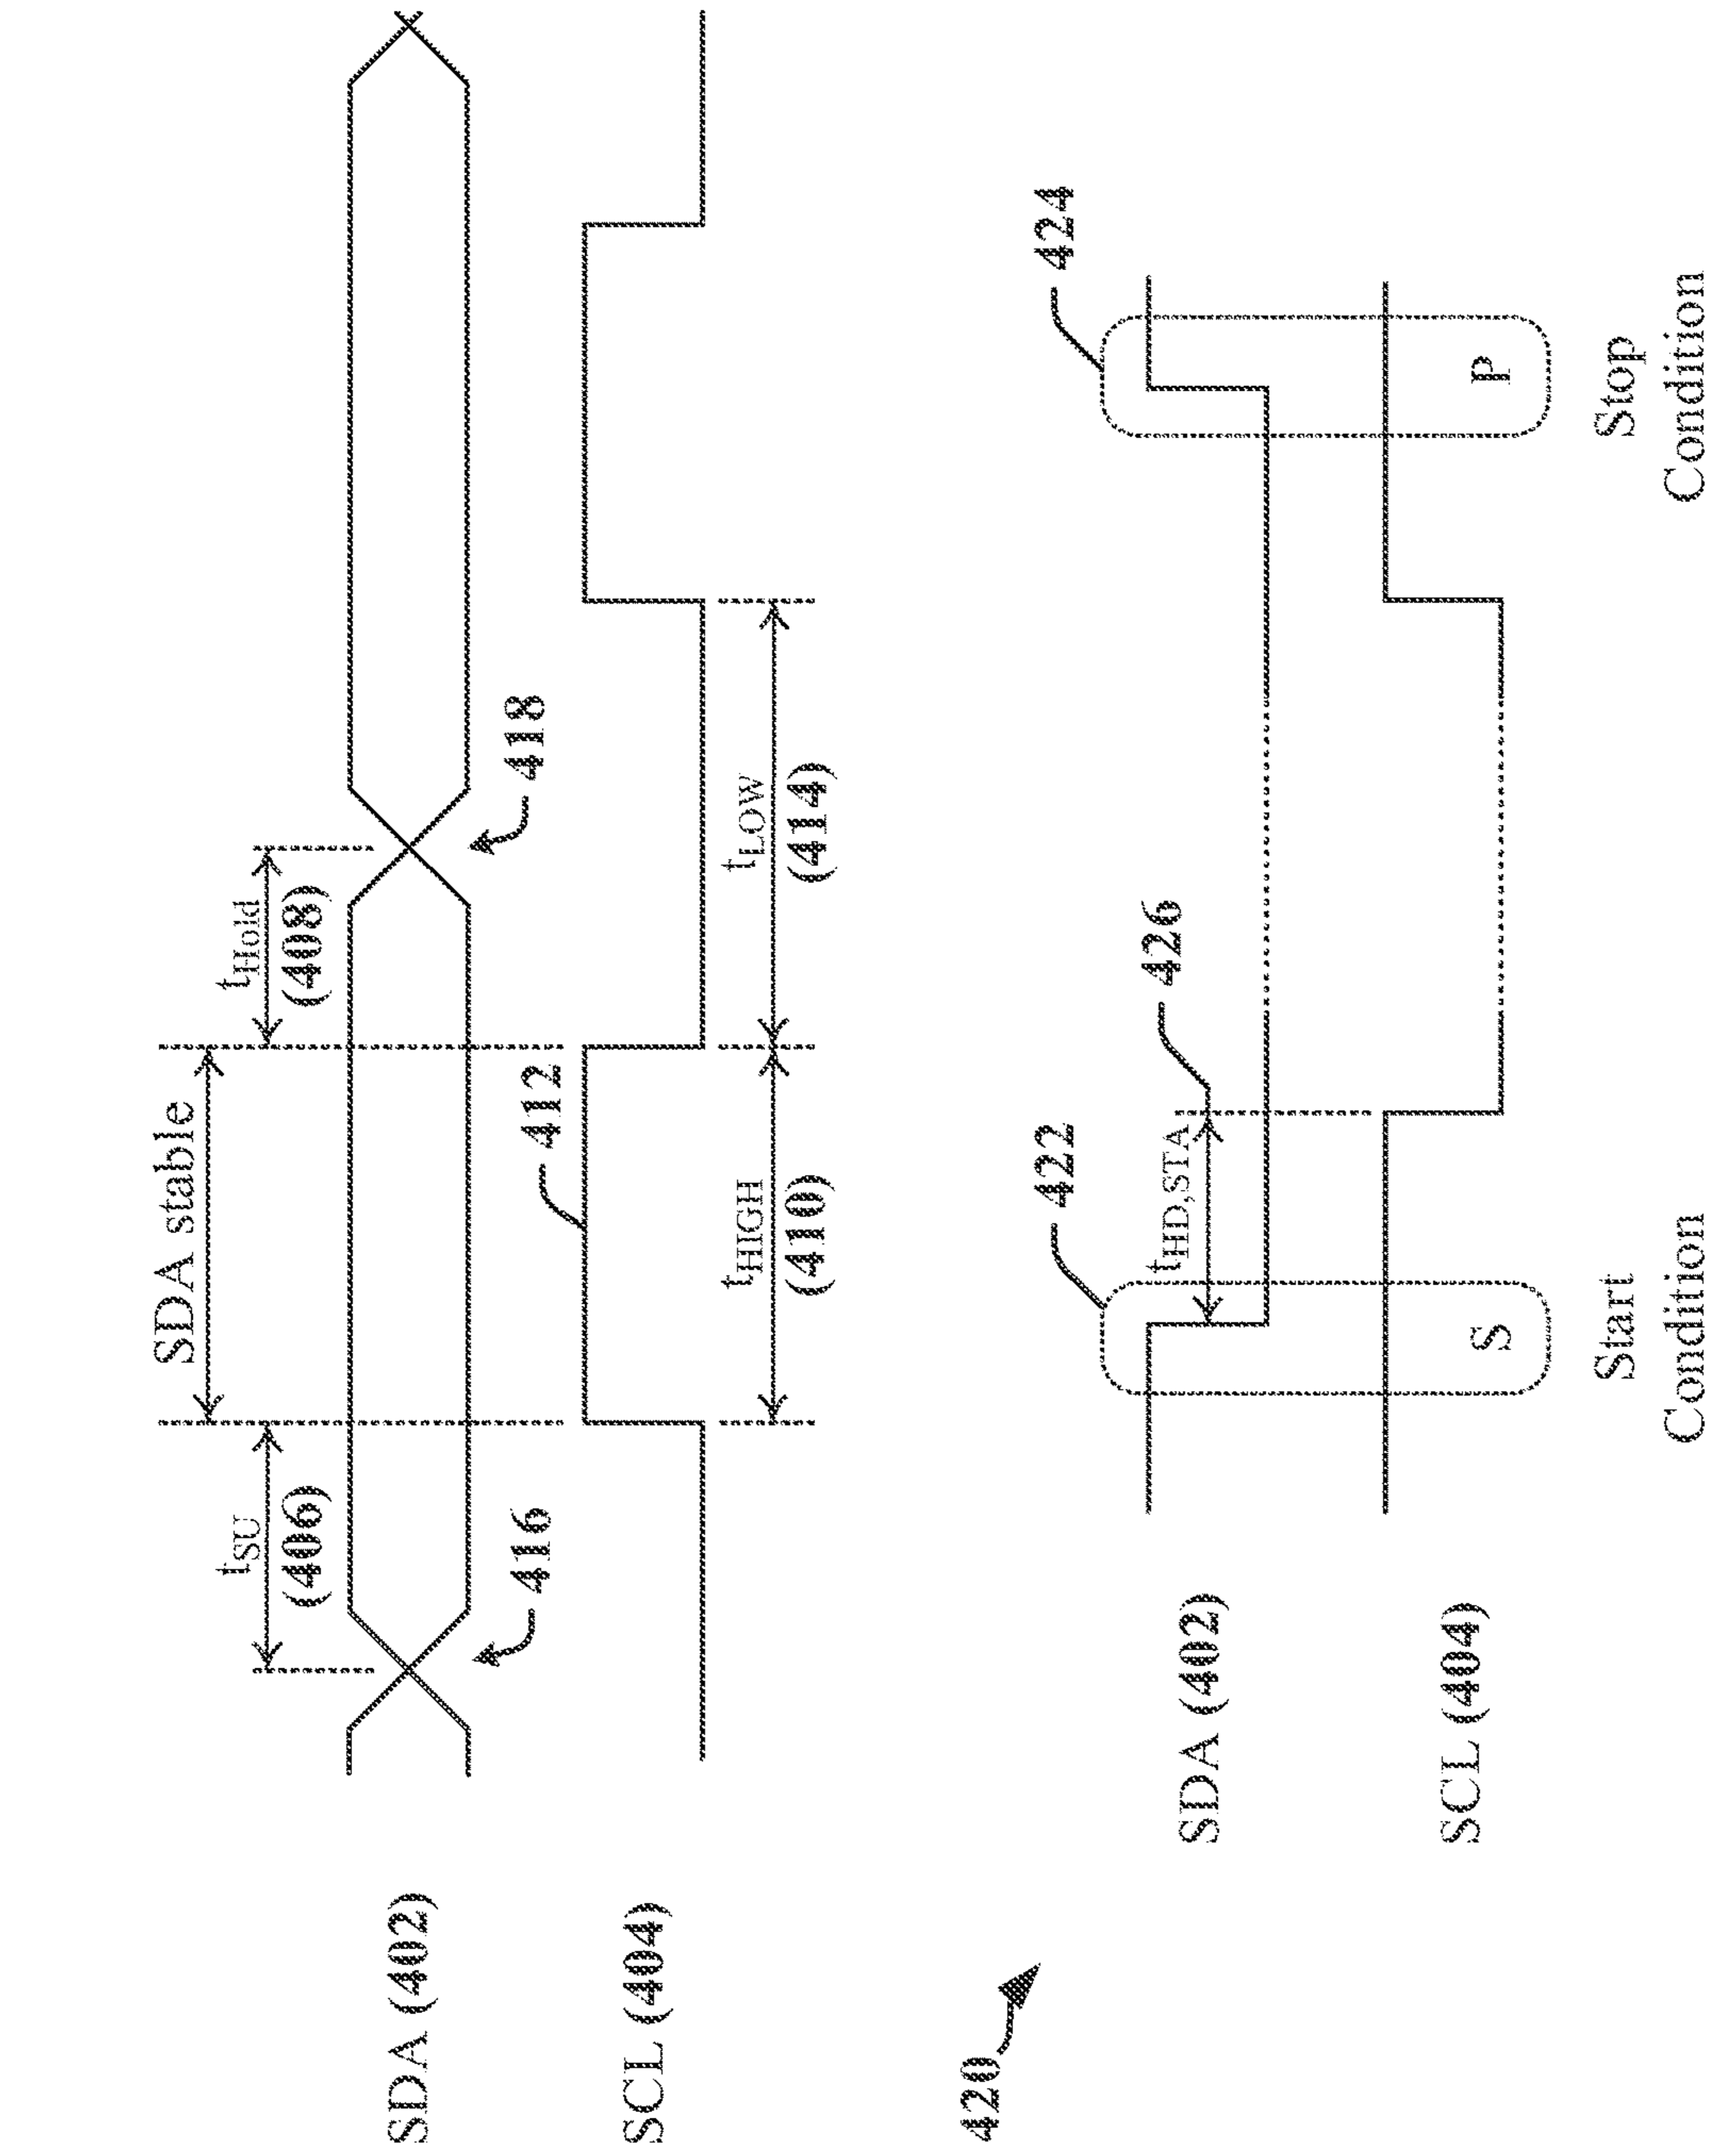 SDA stable
tSU
(406)
tHold
(408)
SDA (402)
416
418
412
SCL (404)
tHIGH
(410)
tLOW
(414)
420
422
426
424
tHD,STA
SDA (402)
SCL (404)
S
P
Start
Condition
Stop
Condition